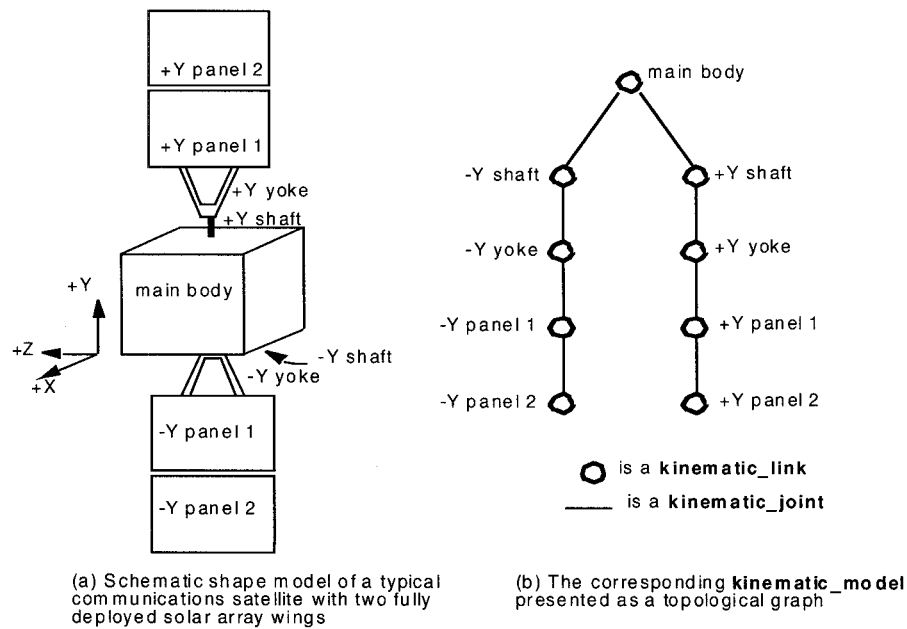 +Y panel 2
+Y panel 1
+Y yoke
+Y shaft
main body
+Y
+Z
+X
-Y shaft
-Y yoke
-Y panel 1
-Y panel 2
(a) Schematic shape model of a typical
communications satellite with two fully
deployed solar array wings
main body
-Y shaft
+Y shaft
-Y yoke
+Y yoke
-Y panel 1
+Y panel 1
-Y panel 2
+Y panel 2
is a kinematic_link
is a kinematic_joint
(b) The corresponding kinematic_model
presented as a topological graph